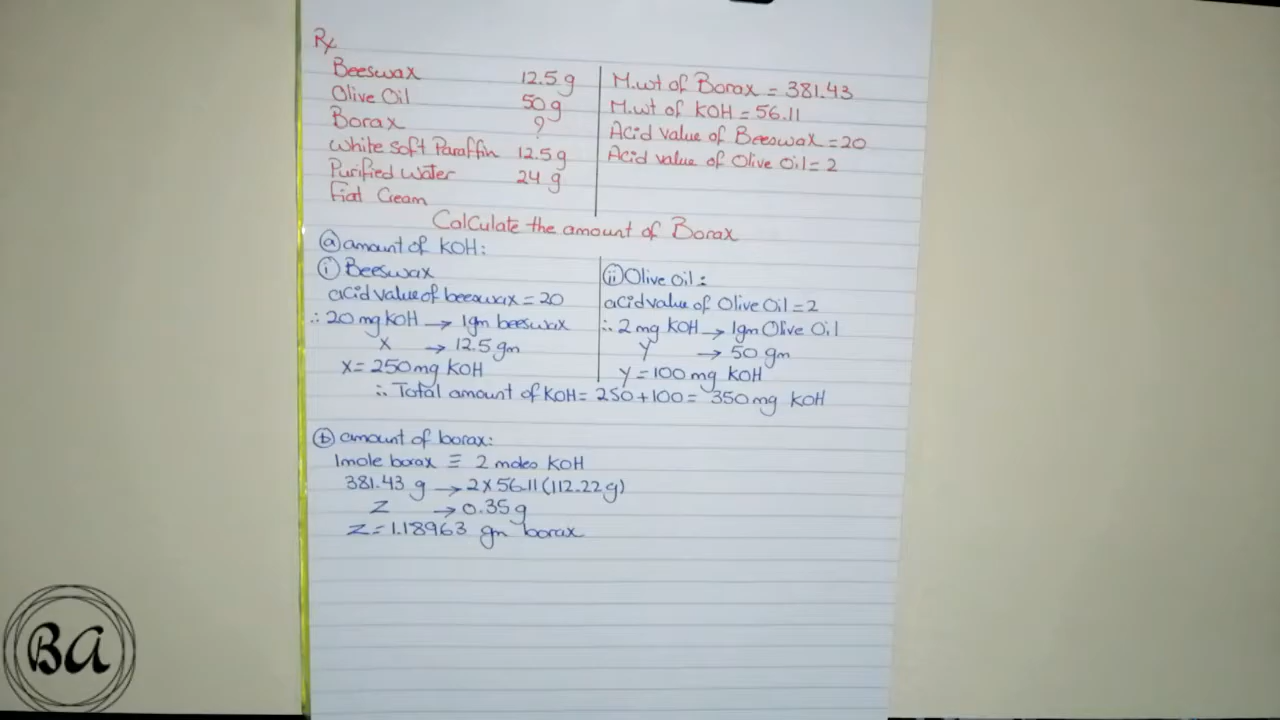 Rx
Beeswax 12.5 g
Olive Oil 50 g
Borax ?
White Soft Paraffin 12.5 g
Purified Water 24 g
Fiat Cream
M.wt of Borax = 381.43
M.wt of KOH = 56.11
Acid value of Beeswax = 20
Acid value of Olive Oil = 2
Calculate the amount of Borax
ⓐ amount of KOH:
ⓘ Beeswax
acid value of beeswax = 20
∴ 20 mg KOH → 1gm beeswax
X → 12.5 gm
X = 250 mg KOH
ⓘⓘ Olive Oil:
acid value of Olive Oil = 2
∴ 2 mg KOH → 1gm Olive Oil
Y → 50 gm
Y = 100 mg KOH
∴ Total amount of KOH = 250 + 100 = 350 mg KOH
ⓑ amount of borax:
1mole borax ≡ 2 moles KOH
381.43 g → 2 x 56.11 (112.22 g)
Z → 0.35 g
Z = 1.18963 gm borax
BA